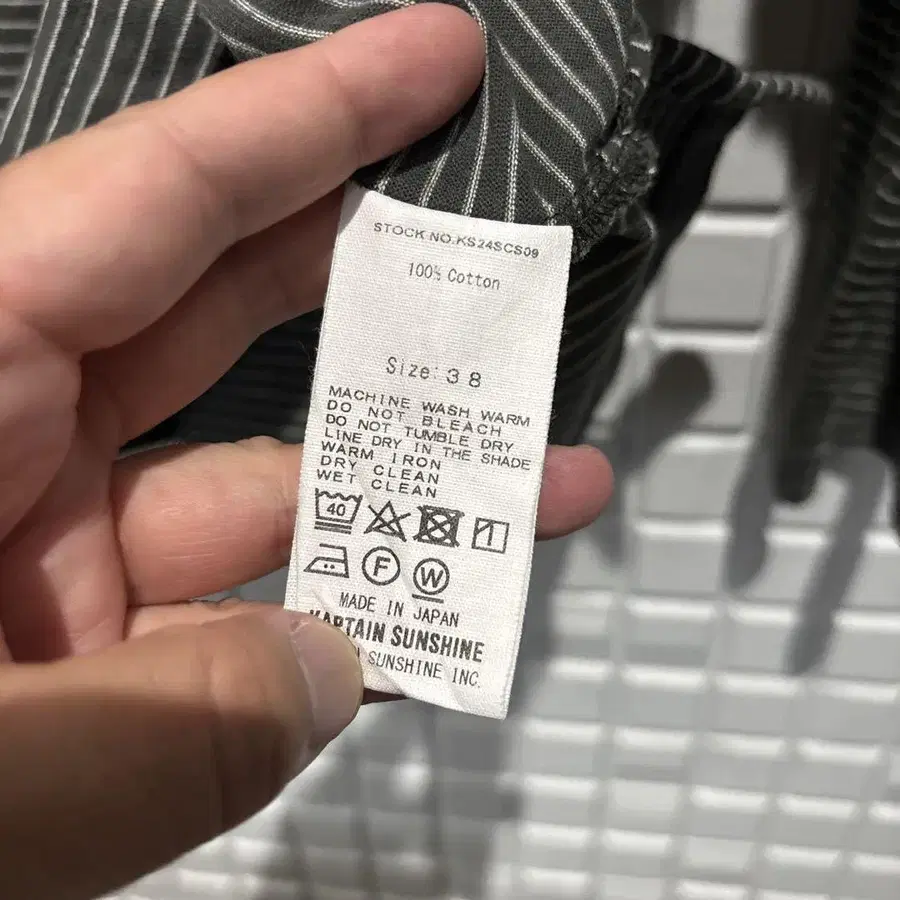 STOCK NO.KS24SCS09
100% Cotton
Size: 38
MACHINE WASH WARM
DO NOT BLEACH
DO NOT TUMBLE DRY
LINE DRY IN THE SHADE
WARM IRON
DRY CLEAN
WET CLEAN
40
F W
MADE IN JAPAN
SUNSHINE
SUNSHINE INC.